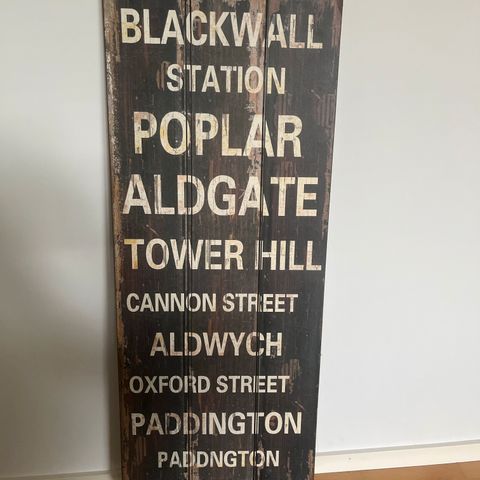 BLACKWALL
STATION
POPLAR
ALDGATE
TOWER HILL
CANNON STREET
ALDWYCH
OXFORD STREET
PADDINGTON
PADDNGTON